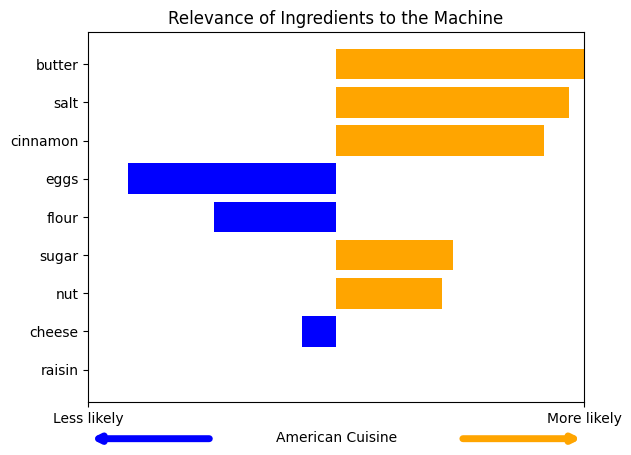 Relevance of Ingredients to the Machine
butter
salt
cinnamon
eggs
flour
sugar
nut
cheese
raisin
Less likely
More likely
American Cuisine